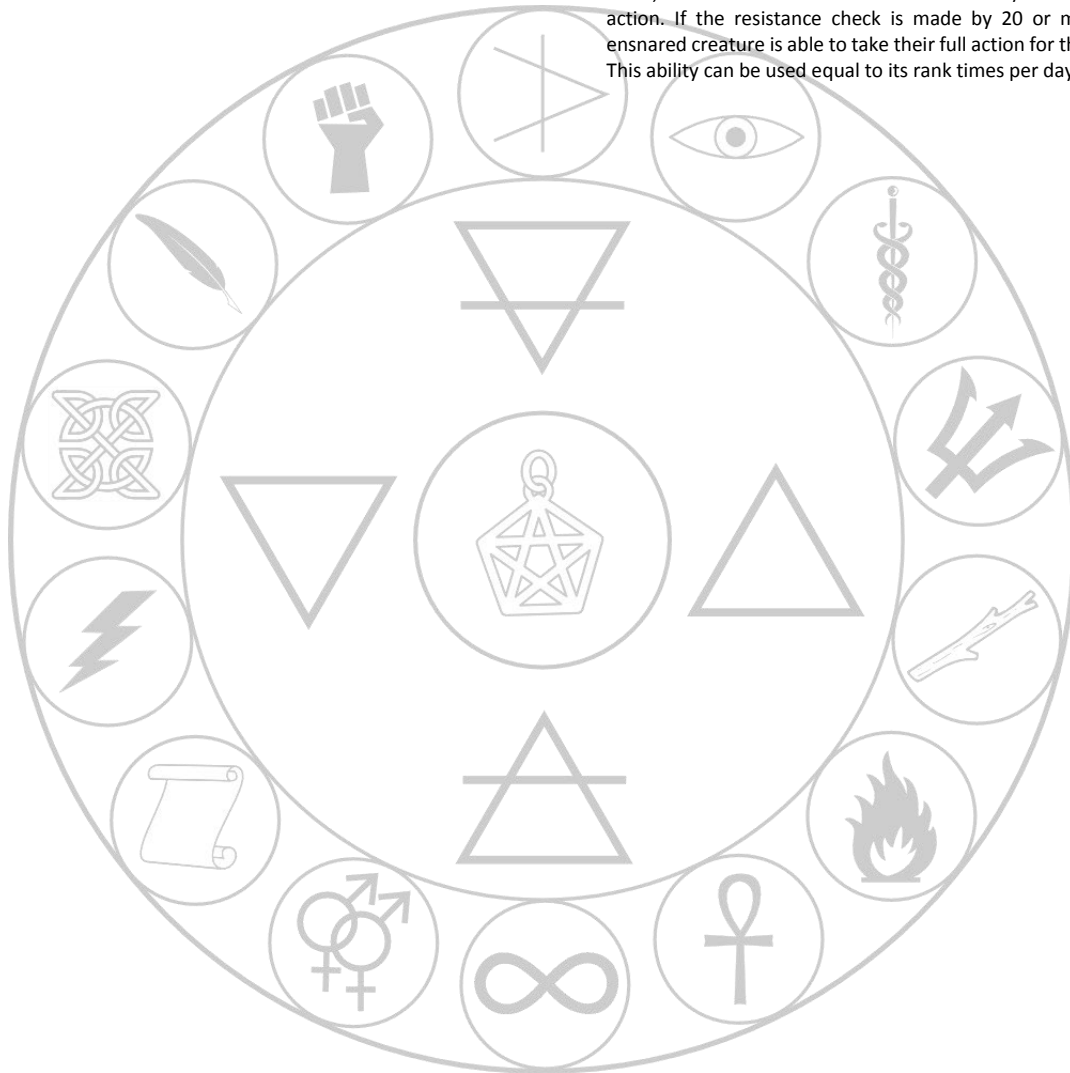 action. If the resistance check is made by 20 or
ensnared creature is able to take their full action for
This ability can be used equal to its rank times per day